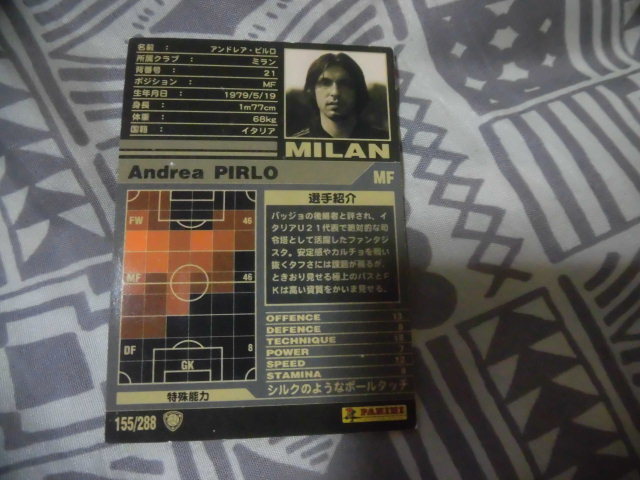 名前 : アンドレア・ピルロ
所属クラブ : ミラン
背番号 : 21
ポジション : MF
生年月日 : 1979/5/19
身長 : 1m77cm
体重 : 68kg
国籍 : イタリア
MILAN
Andrea PIRLO
MF
FW 46
MF 46
DF 8
GK
選手紹介
バッジョの後継者と評され、イ
タリアU21代表で絶対的な司
令塔として活躍したファンタジ
スタ。安定感やカルチョを戦い
抜くタフさには課題が残るが、
ときおり見せる極上のパスとF
Kは高い資質をかいま見せる。
OFFENCE 13
DEFENCE
TECHNIQUE
POWER 7
SPEED 12
STAMINA
特殊能力
シルクのようなボールタッチ
155/288
PANINI